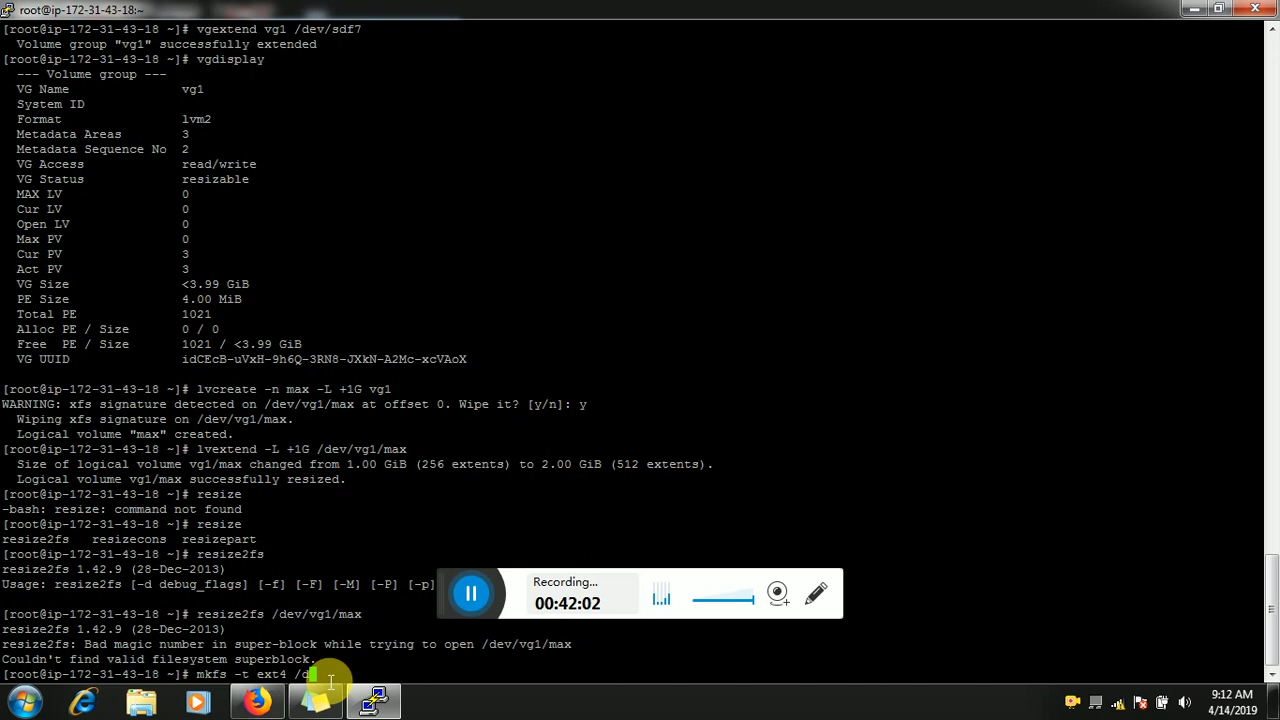 root@ip-172-31-43-18:~
[root@ip-172-31-43-18 ~]# vgextend vg1 /dev/sdf7
Volume group "vg1" successfully extended
[root@ip-172-31-43-18 ~]# vgdisplay
--- Volume group ---
VG Name vg1
System ID
Format lvm2
Metadata Areas 3
Metadata Sequence No 2
VG Access read/write
VG Status resizable
MAX LV 0
Cur LV 0
Open LV 0
Max PV 0
Cur PV 3
Act PV 3
VG Size <3.99 GiB
PE Size 4.00 MiB
Total PE 1021
Alloc PE / Size 0 / 0
Free PE / Size 1021 / <3.99 GiB
VG UUID idCEcB-uVxH-9h6Q-3RN8-JXkN-A2Mc-xcVAoX
[root@ip-172-31-43-18 ~]# lvcreate -n max -L +1G vg1
WARNING: xfs signature detected on /dev/vg1/max at offset 0. Wipe it? [y/n]: y
Wiping xfs signature on /dev/vg1/max.
Logical volume "max" created.
[root@ip-172-31-43-18 ~]# lvextend -L +1G /dev/vg1/max
Size of logical volume vg1/max changed from 1.00 GiB (256 extents) to 2.00 GiB (512 extents).
Logical volume vg1/max successfully resized.
[root@ip-172-31-43-18 ~]# resize
-bash: resize: command not found
[root@ip-172-31-43-18 ~]# resize
resize2fs resizecons resizepart
[root@ip-172-31-43-18 ~]# resize2fs
resize2fs 1.42.9 (28-Dec-2013)
Usage: resize2fs [-d debug_flags] [-f] [-F] [-M] [-P] [-p]
Recording...
00:42:02
[root@ip-172-31-43-18 ~]# resize2fs /dev/vg1/max
resize2fs 1.42.9 (28-Dec-2013)
resize2fs: Bad magic number in super-block while trying to open /dev/vg1/max
Couldn't find valid filesystem superblock.
[root@ip-172-31-43-18 ~]# mkfs -t ext4 /d
9:12 AM
4/14/2019